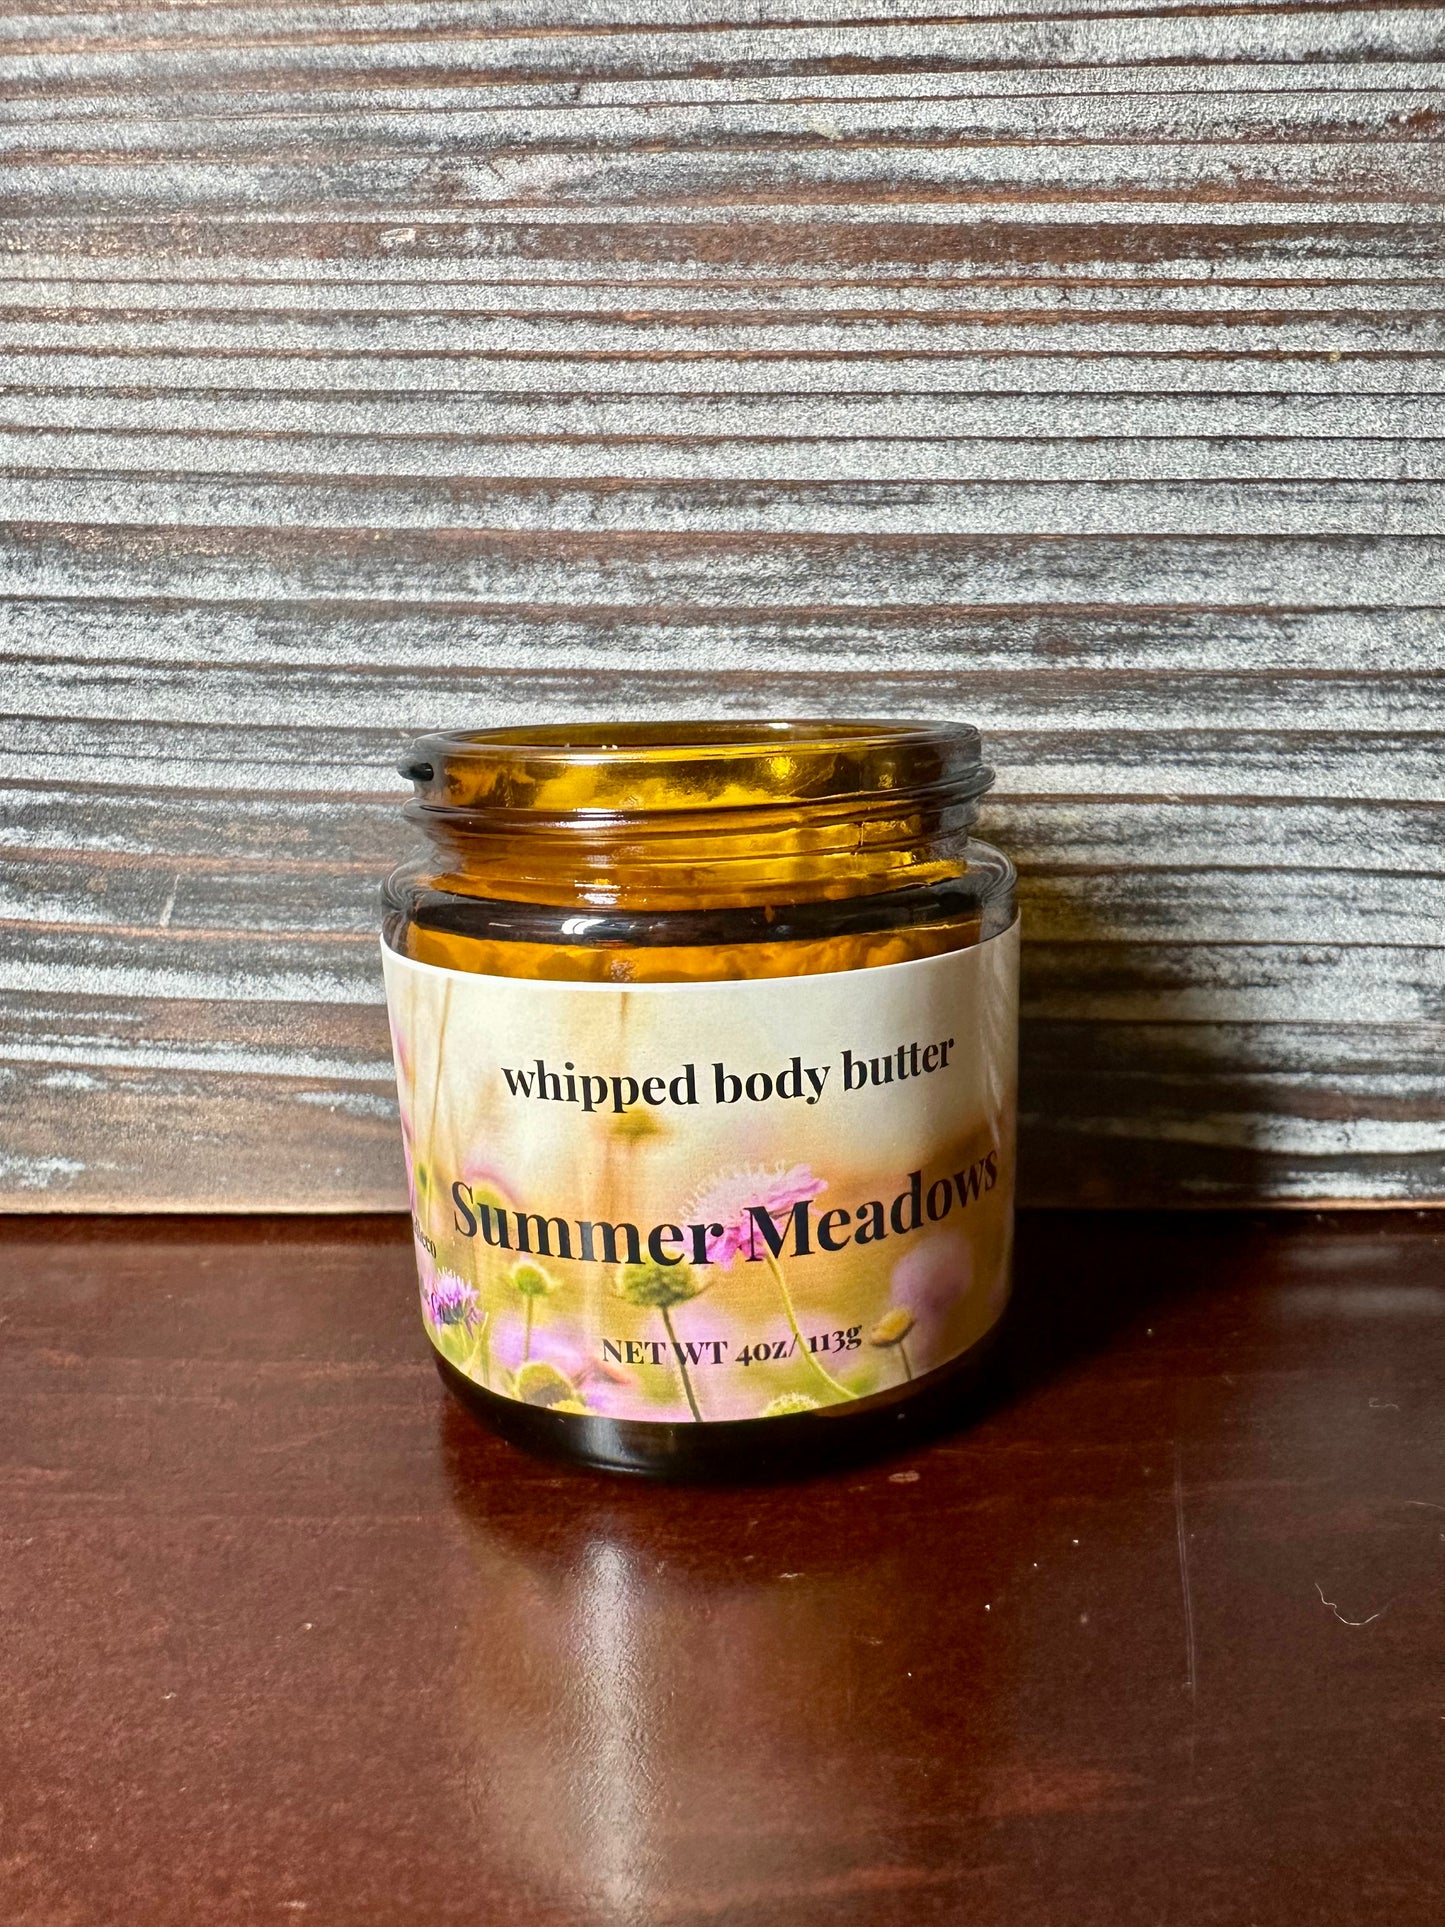 whipped body butter
Summer Meadows
NET WT 4oz/ 113g